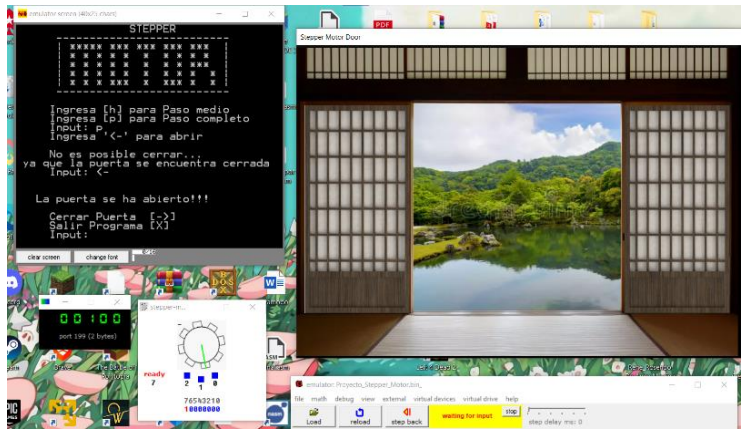 emulator screen (80x25 chars)
STEPPER
Ingresa [h] para Paso medio
Ingresa [p] para Paso completo
Input: p
Ingresa '<-' para abrir
No es posible cerrar...
ya que la puerta se encuentra cerrada
Input: <-
La puerta se ha abierto!!!
Cerrar Puerta [->]
Salir Programa [X]
Input:
clear screen
change font
0/16
PDF
Stepper Motor Door
00:00
port 199 (2 bytes)
stepper-m...
ready
7
2
1
0
76543210
10000000
DOS
emulator: Proyecto_Stepper_Motor.bin_
file math debug view external virtual devices virtual drive help
Load
reload
step back
waiting for input
stop
step delay ms: 0